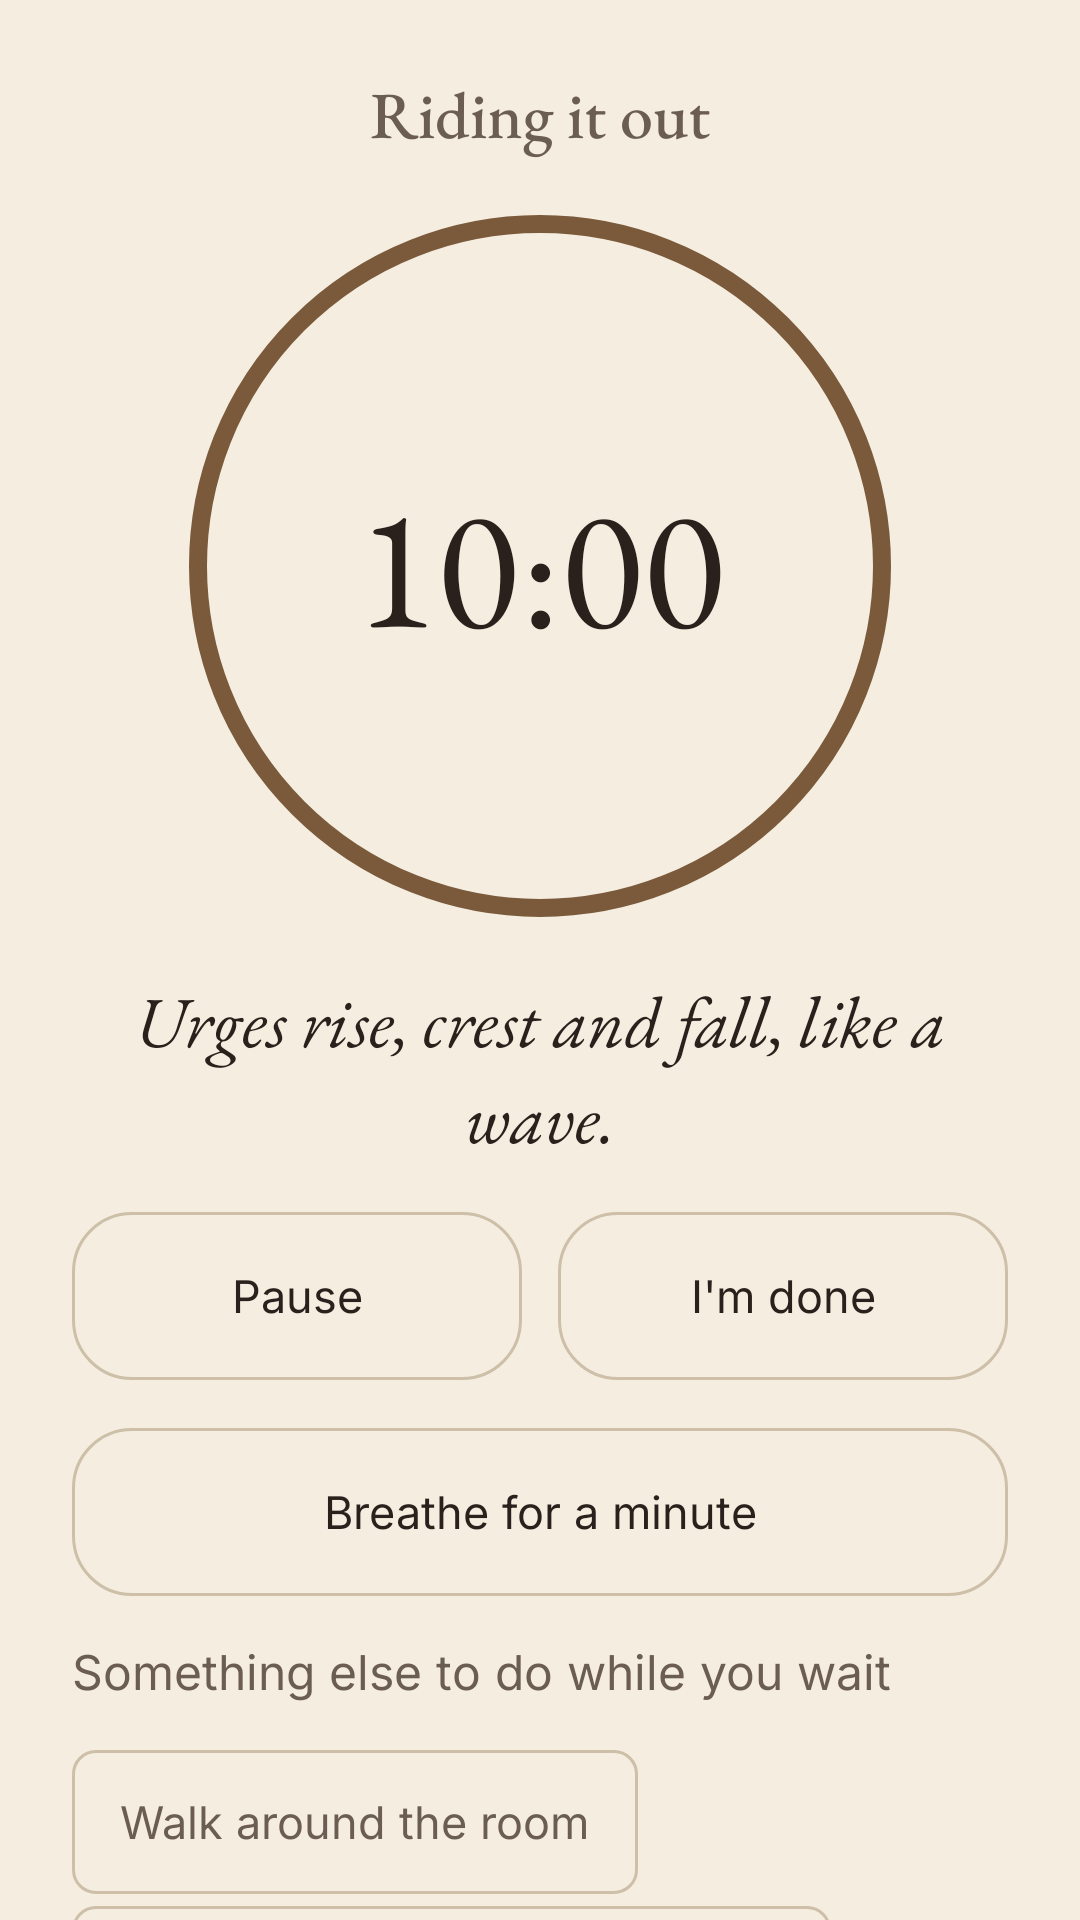 Riding it out
10:00
Urges rise, crest and fall, like a
wave.
Pause
I'm done
Breathe for a minute
Something else to do while you wait
Walk around the room